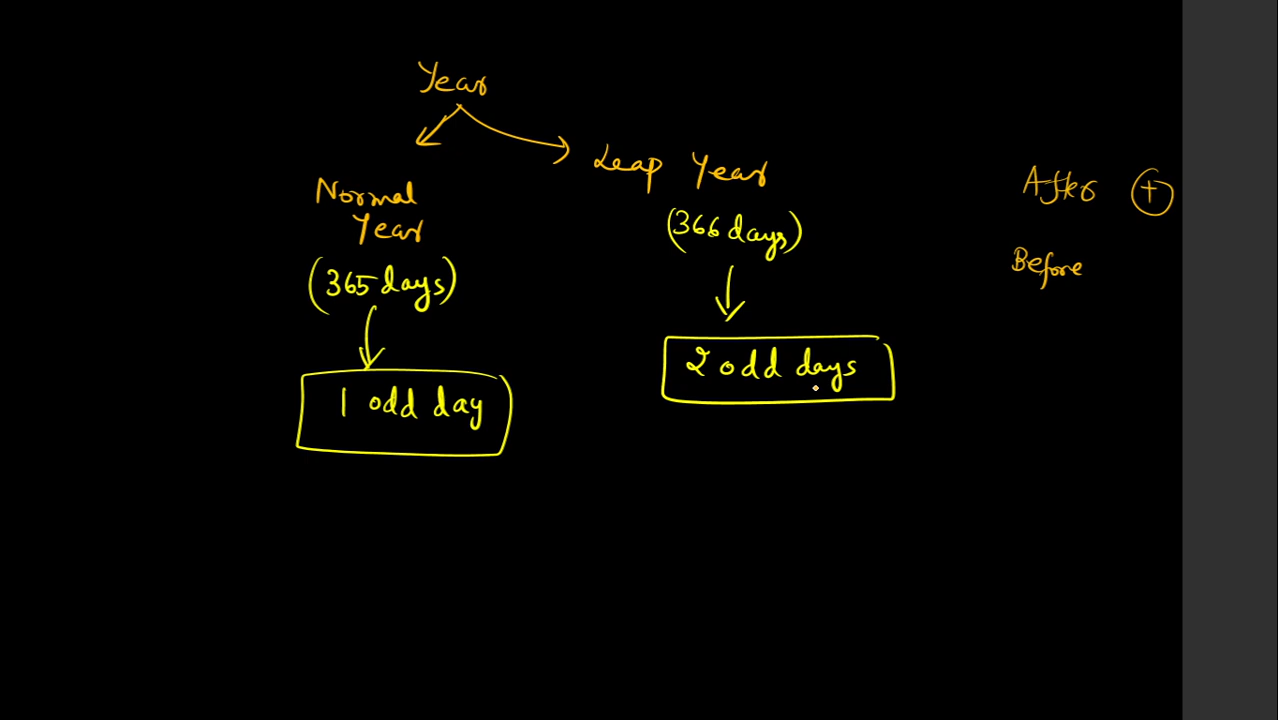 Year
Normal
Year
(365 days)
1 odd day
Leap Year
(366 days)
2 odd days
After +
Before